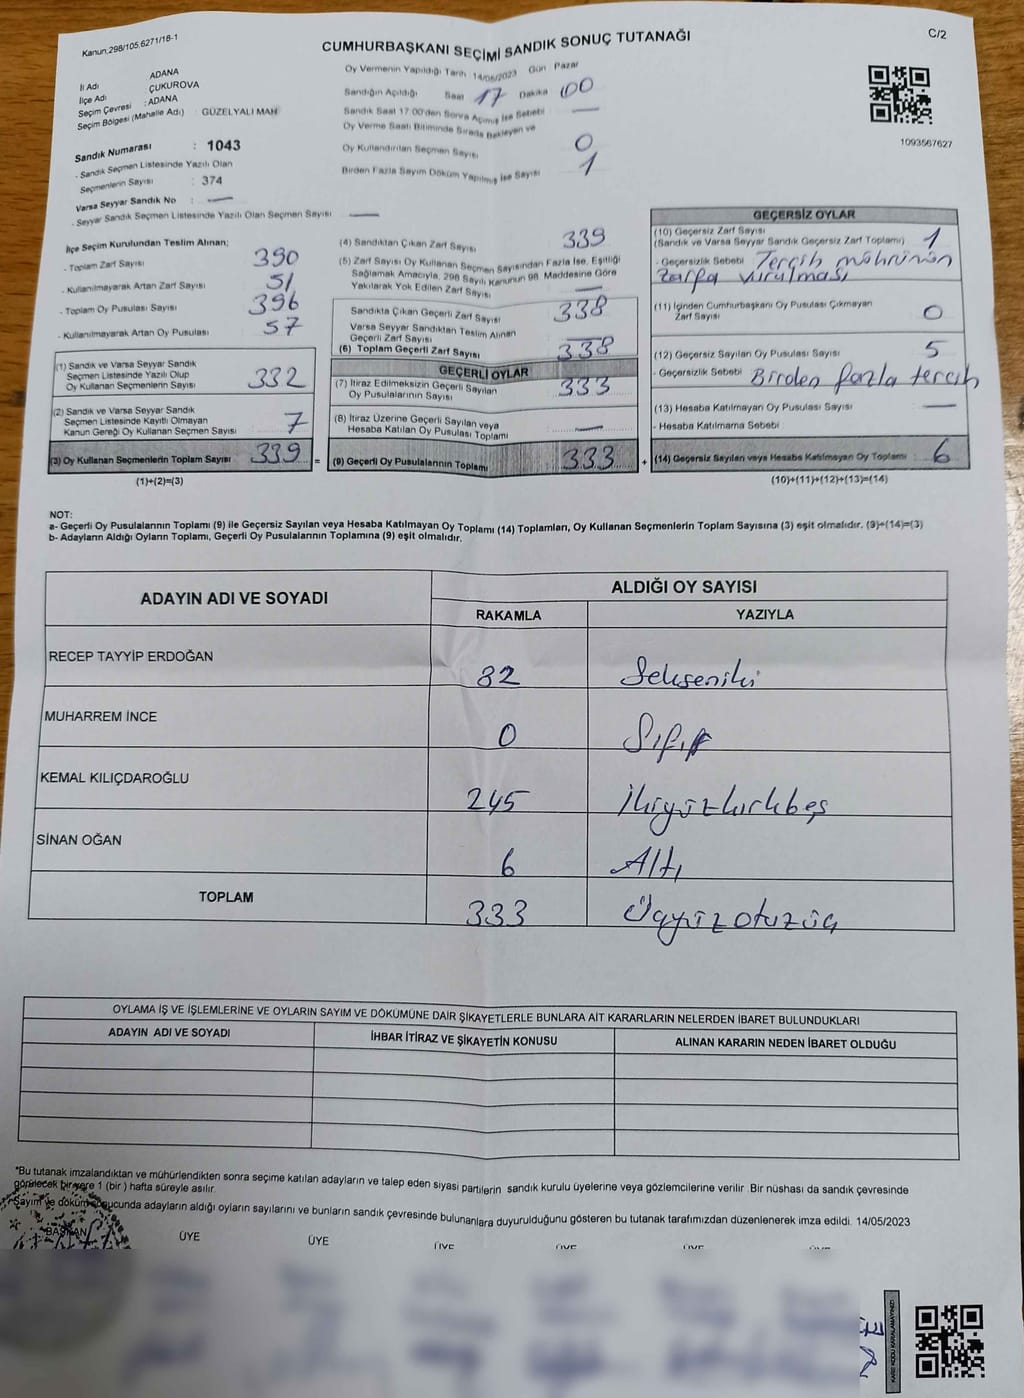 Kanun,298/105.6271/18-1
CUMHURBAŞKANI SEÇİMİ SANDIK SONUÇ TUTANAĞI
C/2
İl Adı ADANA
İlçe Adı ÇUKUROVA
Seçim Çevresi : ADANA
Seçim Bölgesi (Mahalle Adı) GÜZELYALI MAH
Sandık Numarası : 1043
- Sandık Seçmen Listesinde Yazılı Olan
Seçmenlerin Sayısı : 374
Varsa Seyyar Sandık No : —
- Seyyar Sandık Seçmen Listesinde Yazılı Olan Seçmen Sayısı —
Oy Vermenin Yapıldığı Tarih 14/05/2023 Gün Pazar
Sandığın Açıldığı Saat 17 Dakika 00
Sandık Saat 17:00'den Sonra Açılmış İse Sebebi —
Oy Verme Saati Bitiminde Sırada Bekleyen ve
Oy Kullandırılan Seçmen Sayısı 0
Birden Fazla Sayım Döküm Yapılmış İse Sayısı 1
1093567627
İlçe Seçim Kurulundan Teslim Alınan;
- Toplam Zarf Sayısı 390
- Kullanılmayarak Artan Zarf Sayısı 51
- Toplam Oy Pusulası Sayısı 396
- Kullanılmayarak Artan Oy Pusulası 57
(1) Sandık ve Varsa Seyyar Sandık
Seçmen Listesinde Yazılı Olup
Oy Kullanan Seçmenlerin Sayısı 332
(2) Sandık ve Varsa Seyyar Sandık
Seçmen Listesinde Kayıtlı Olmayan
Kanun Gereği Oy Kullanan Seçmen Sayısı 7
(3) Oy Kullanan Seçmenlerin Toplam Sayısı 339 =
(1)+(2)=(3)
(4) Sandıktan Çıkan Zarf Sayısı 339
(5) Zarf Sayısı Oy Kullanan Seçmen Sayısından Fazla İse, Eşitliği
Sağlamak Amacıyla, 298 Sayılı Kanunun 98. Maddesine Göre
Yakılarak Yok Edilen Zarf Sayısı —
Sandıkta Çıkan Geçerli Zarf Sayısı 338
Varsa Seyyar Sandıktan Teslim Alınan
Geçerli Zarf Sayısı —
(6) Toplam Geçerli Zarf Sayısı 338
GEÇERLİ OYLAR
(7) İtiraz Edilmeksizin Geçerli Sayılan
Oy Pusulalarının Sayısı 333
(8) İtiraz Üzerine Geçerli Sayılan veya
Hesaba Katılan Oy Pusulası Toplamı —
(9) Geçerli Oy Pusulalarının Toplamı 333 +
GEÇERSİZ OYLAR
(10) Geçersiz Zarf Sayısı
(Sandık ve Varsa Seyyar Sandık Geçersiz Zarf Toplamı) 1
- Geçersizlik Sebebi Tercih mührünün
zarfa vurulması
(11) İçinden Cumhurbaşkanı Oy Pusulası Çıkmayan
Zarf Sayısı 0
(12) Geçersiz Sayılan Oy Pusulası Sayısı 5
- Geçersizlik Sebebi Birden fazla tercih
(13) Hesaba Katılmayan Oy Pusulası Sayısı —
- Hesaba Katılmama Sebebi
(14) Geçersiz Sayılan veya Hesaba Katılmayan Oy Toplamı : 6
(10)+(11)+(12)+(13)=(14)
NOT:
a- Geçerli Oy Pusulalarının Toplamı (9) ile Geçersiz Sayılan veya Hesaba Katılmayan Oy Toplamı (14) Toplamları, Oy Kullanan Seçmenlerin Toplam Sayısına (3) eşit olmalıdır. (9)+(14)=(3)
b- Adayların Aldığı Oyların Toplamı, Geçerli Oy Pusulalarının Toplamına (9) eşit olmalıdır.
ADAYIN ADI VE SOYADI ALDIĞI OY SAYISI
RAKAMLA YAZIYLA
RECEP TAYYİP ERDOĞAN 82 Sekseniki
MUHARREM İNCE 0 Sıfır
KEMAL KILIÇDAROĞLU 245 İkiyüzkırkbeş
SİNAN OĞAN 6 Altı
TOPLAM 333 Üçyüzotuzüç
OYLAMA İŞ VE İŞLEMLERİNE VE OYLARIN SAYIM VE DÖKÜMÜNE DAİR ŞİKAYETLERLE BUNLARA AİT KARARLARIN NELERDEN İBARET BULUNDUKLARI
ADAYIN ADI VE SOYADI İHBAR İTİRAZ VE ŞİKAYETİN KONUSU ALINAN KARARIN NEDEN İBARET OLDUĞU
*Bu tutanak imzalandıktan ve mühürlendikten sonra seçime katılan adayların ve talep eden siyasi partilerin sandık kurulu üyelerine veya gözlemcilerine verilir Bir nüshası da sandık çevresinde
görülecek bir yere 1 (bir) hafta süreyle asılır.
Sayım ve döküm sonucunda adayların aldığı oyların sayılarını ve bunların sandık çevresinde bulunanlara duyurulduğunu gösteren bu tutanak tarafımızdan düzenlenerek imza edildi. 14/05/2023
BAŞKAN ÜYE ÜYE ÜYE ÜYE ÜYE ÜYE
KARE KODU KARALAMAYINIZ!